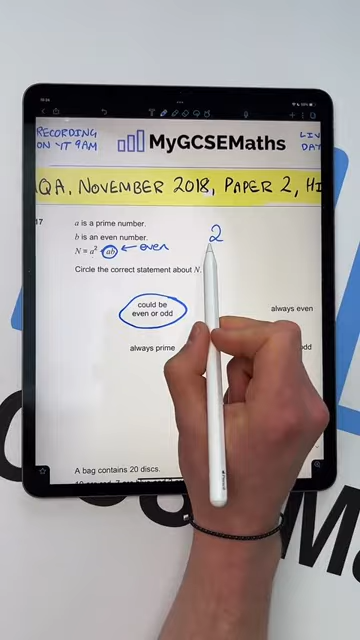 RECORDING
ON YT 9AM
MyGCSEMaths
LIV
DAT
AQA, NOVEMBER 2018, PAPER 2, HI
17
a is a prime number.
b is an even number.
N = a² + ab ← even
2
Circle the correct statement about N.
could be
even or odd
always even
always prime
odd
A bag contains 20 discs.